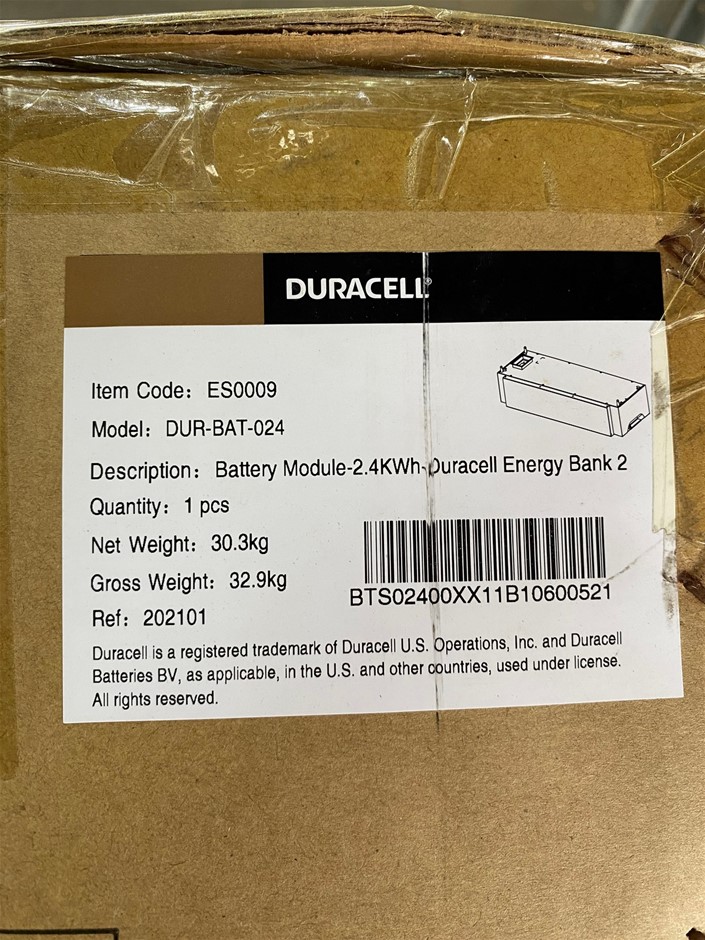 DURACELL®
Item Code: ES0009
Model: DUR-BAT-024
Description: Battery Module-2.4KWh-Duracell Energy Bank 2
Quantity: 1 pcs
Net Weight: 30.3kg
Gross Weight: 32.9kg
BTS02400XX11B10600521
Ref: 202101
Duracell is a registered trademark of Duracell U.S. Operations, Inc. and Duracell
Batteries BV, as applicable, in the U.S. and other countries, used under license.
All rights reserved.